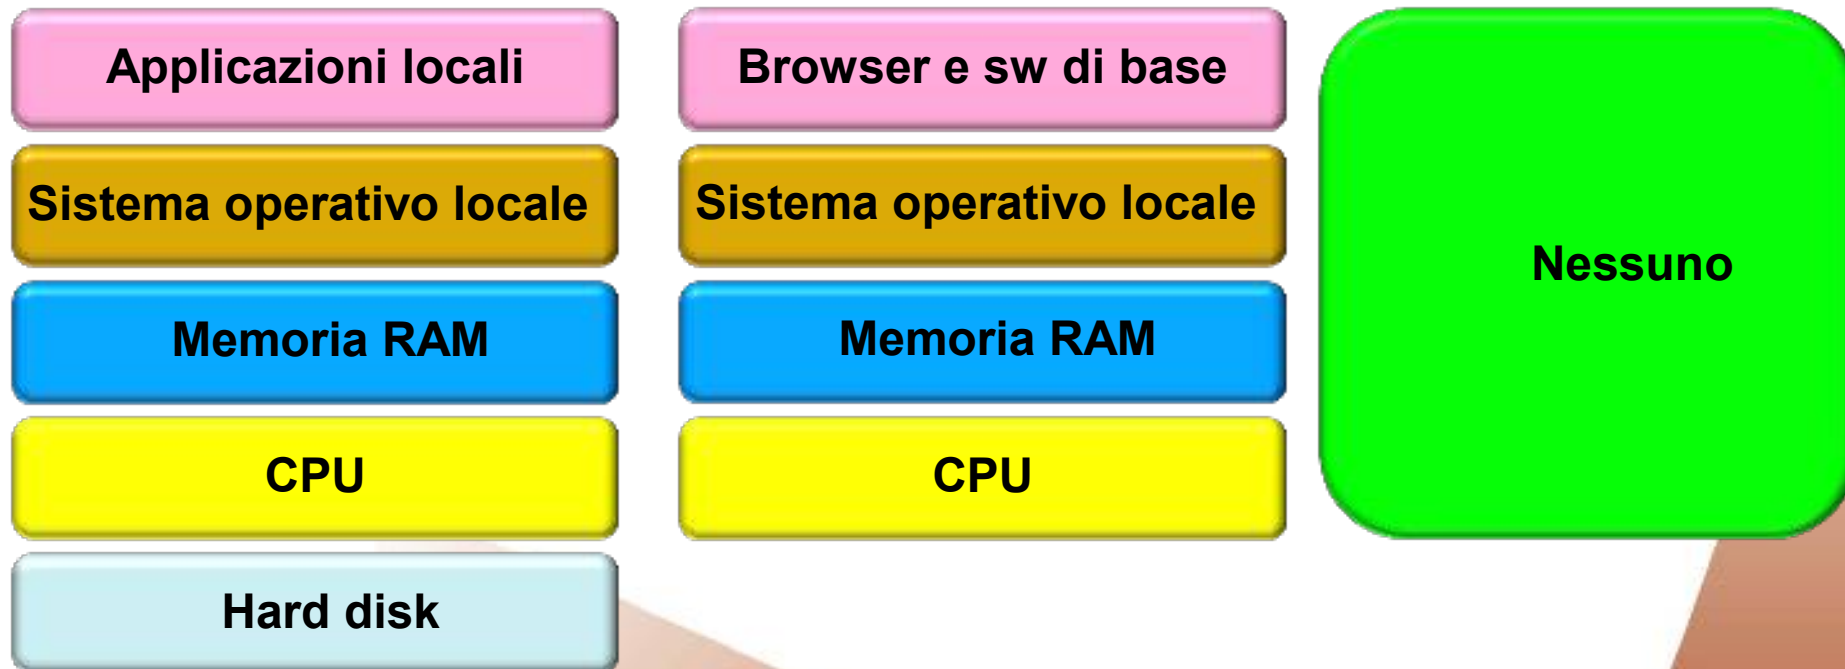 Applicazioni locali
Sistema operativo locale
Memoria RAM
CPU
Hard disk
Browser e sw di base
Sistema operativo locale
Memoria RAM
CPU
Nessuno